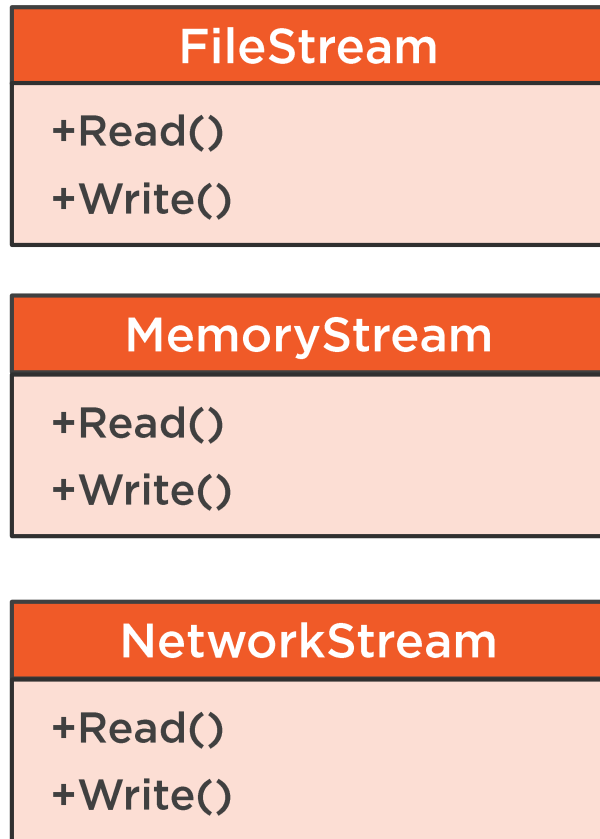 FileStream
+Read()
+Write()
MemoryStream
+Read()
+Write()
NetworkStream
+Read()
+Write()